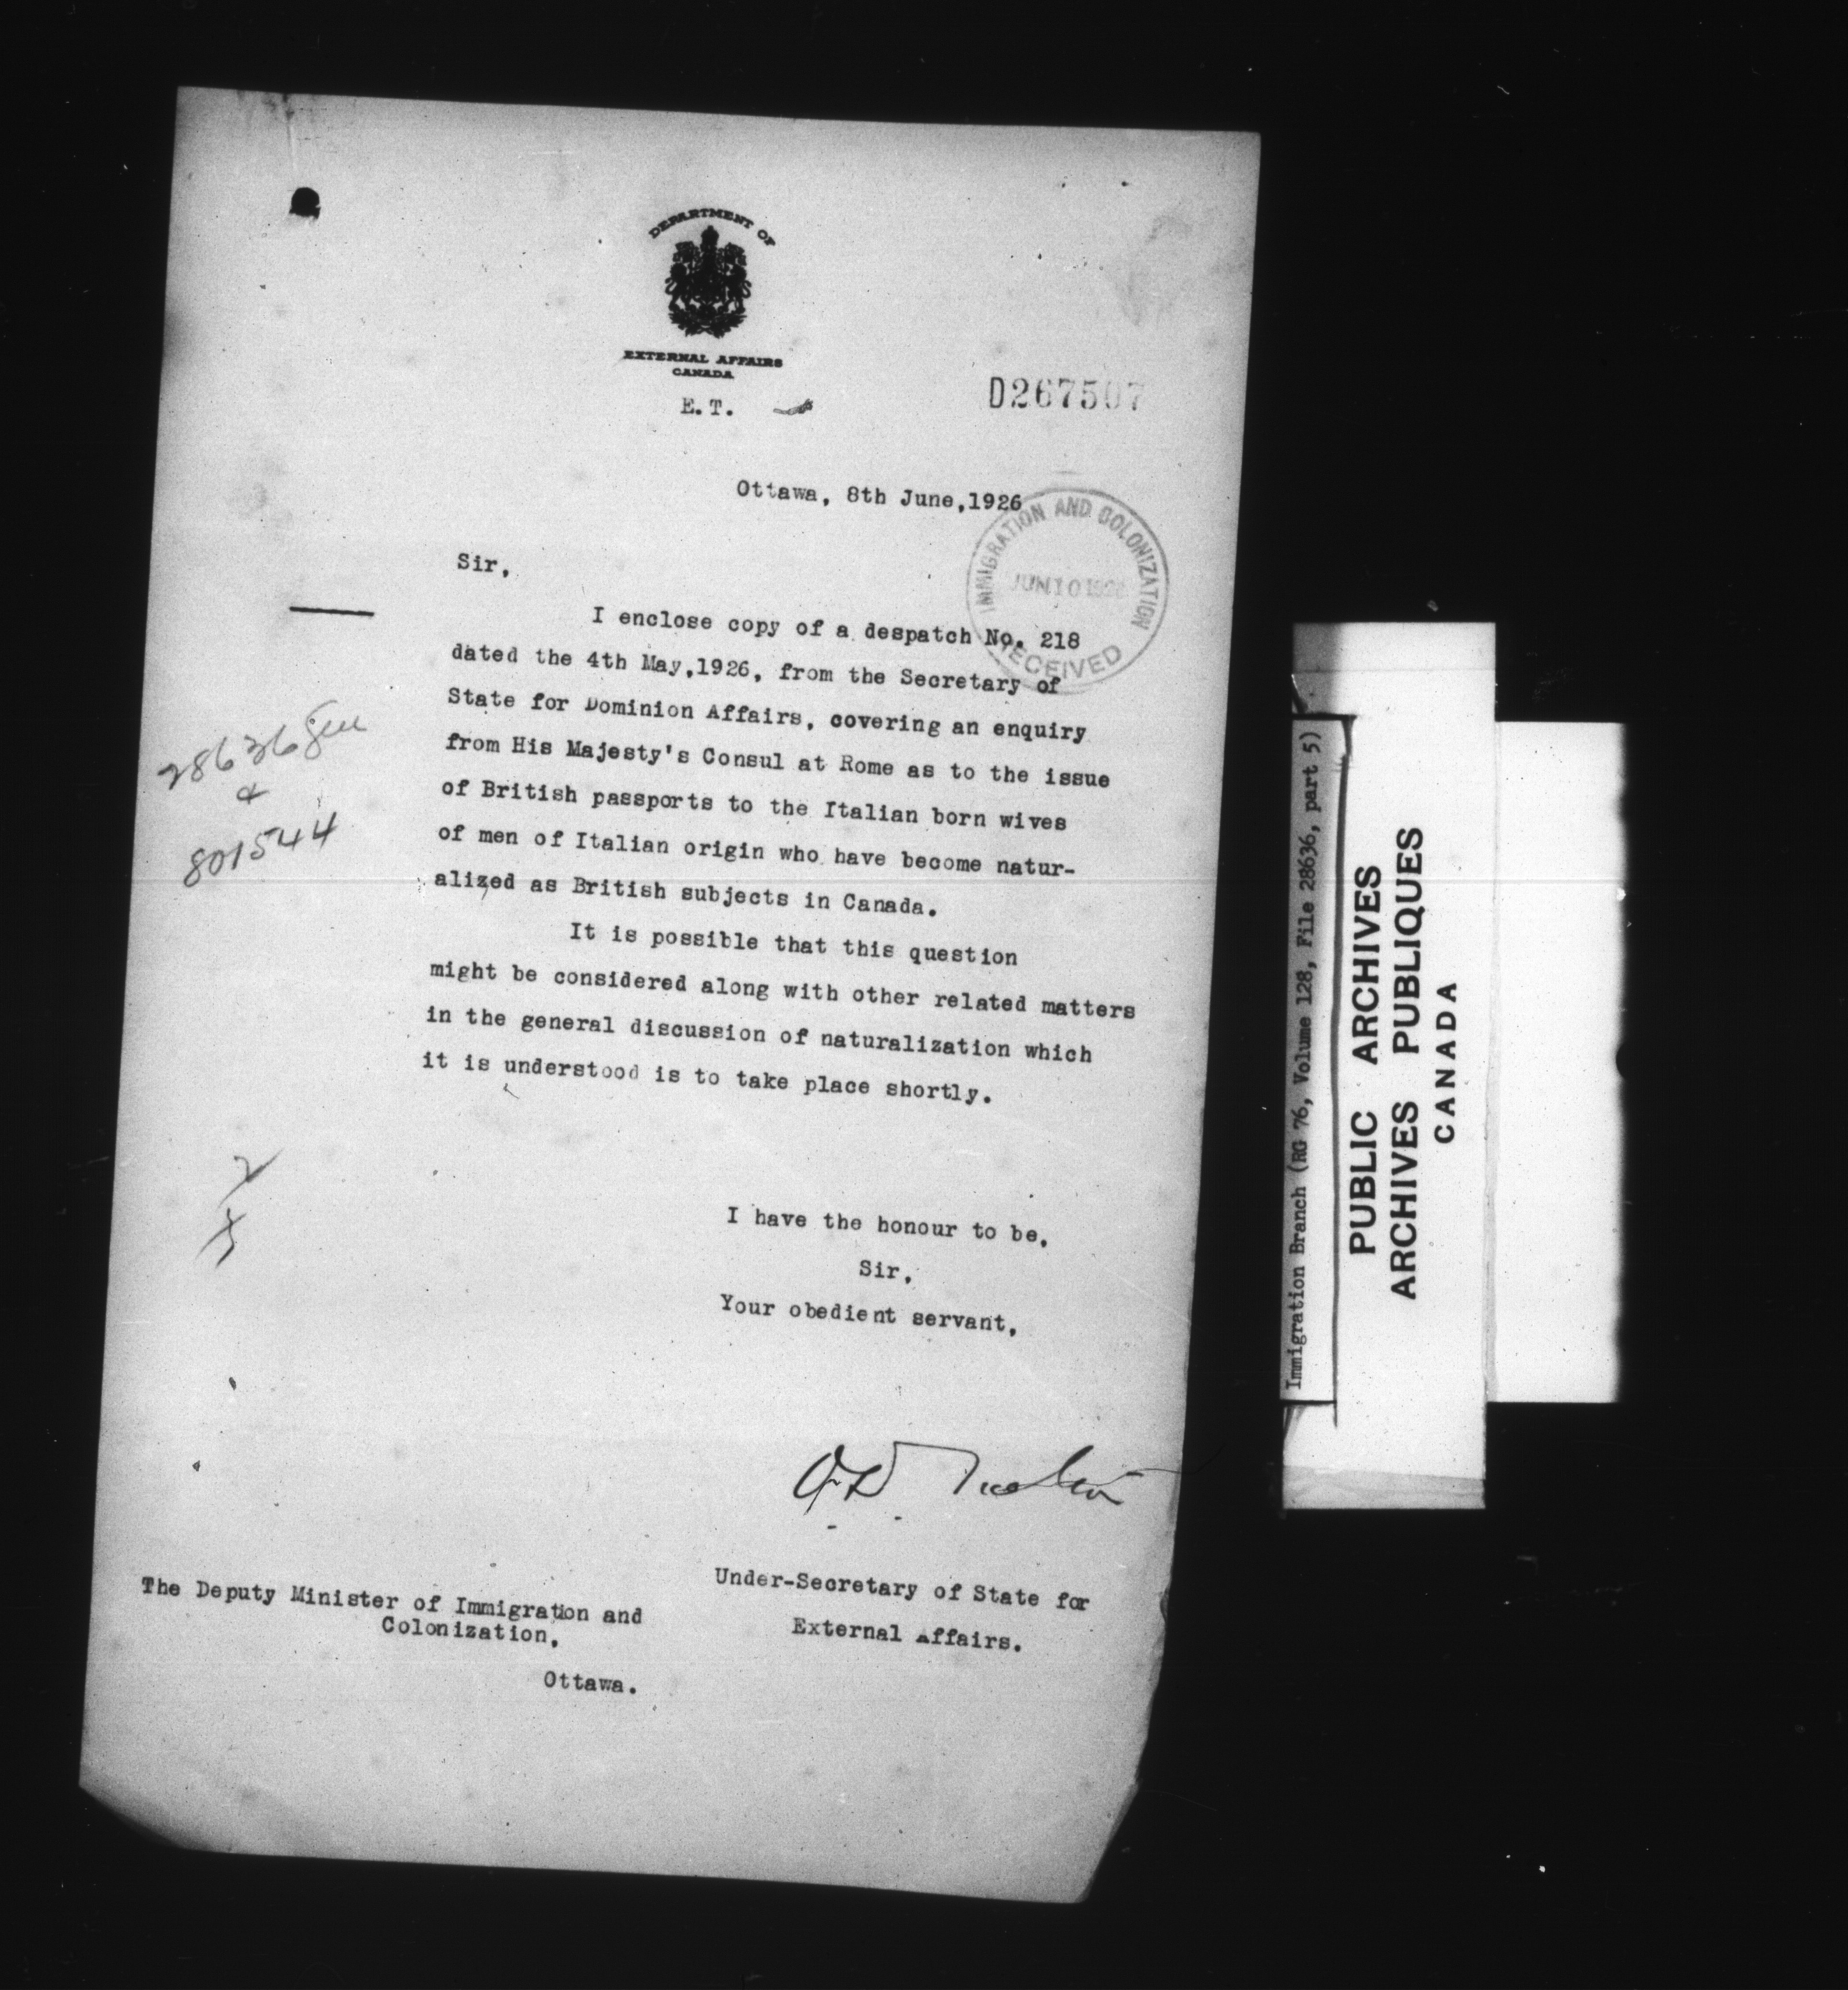 DEPARTMENT OF
EXTERNAL AFFAIRS
CANADA
E.T.
D267507
Ottawa, 8th June,1926
IMMIGRATION AND COLONIZATION
JUN 10 1926
RECEIVED
Sir,
I enclose copy of a despatch No. 218
dated the 4th May,1926, from the Secretary of
State for Dominion Affairs, covering an enquiry
from His Majesty's Consul at Rome as to the issue
of British passports to the Italian born wives
of men of Italian origin who have become natur-
alized as British subjects in Canada.
28636
&
801544
It is possible that this question
might be considered along with other related matters
in the general discussion of naturalization which
it is understood is to take place shortly.
I have the honour to be,
Sir,
Your obedient servant,
Under-Secretary of State for
External Affairs.
The Deputy Minister of Immigration and
Colonization,
Ottawa.
Immigration Branch (RG 76, Volume 128, File 28636, part 5)
PUBLIC ARCHIVES
ARCHIVES PUBLIQUES
CANADA